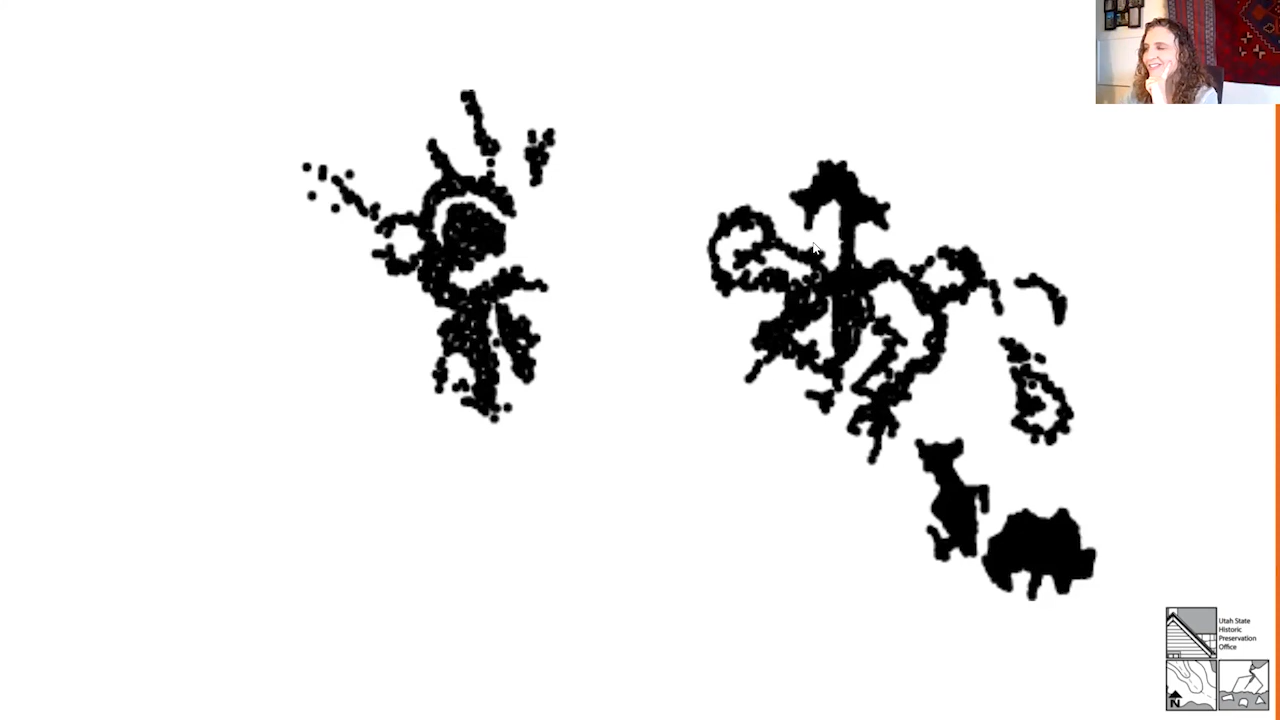 Utah State
Historic
Preservation
Office
N